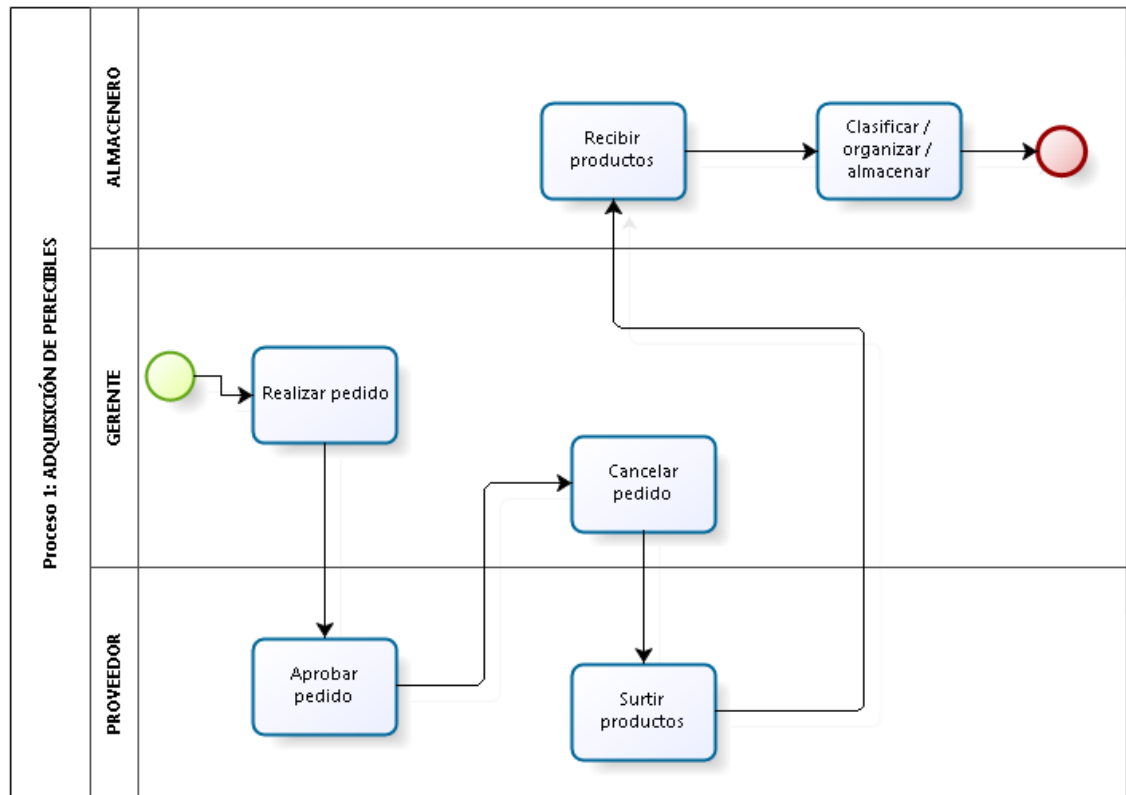 Proceso 1: ADQUISICIÓN DE PERECIBLES
ALMACENERO
Recibir
productos
Clasificar /
organizar /
almacenar
GERENTE
Realizar pedido
Cancelar
pedido
PROVEEDOR
Aprobar
pedido
Surtir
productos